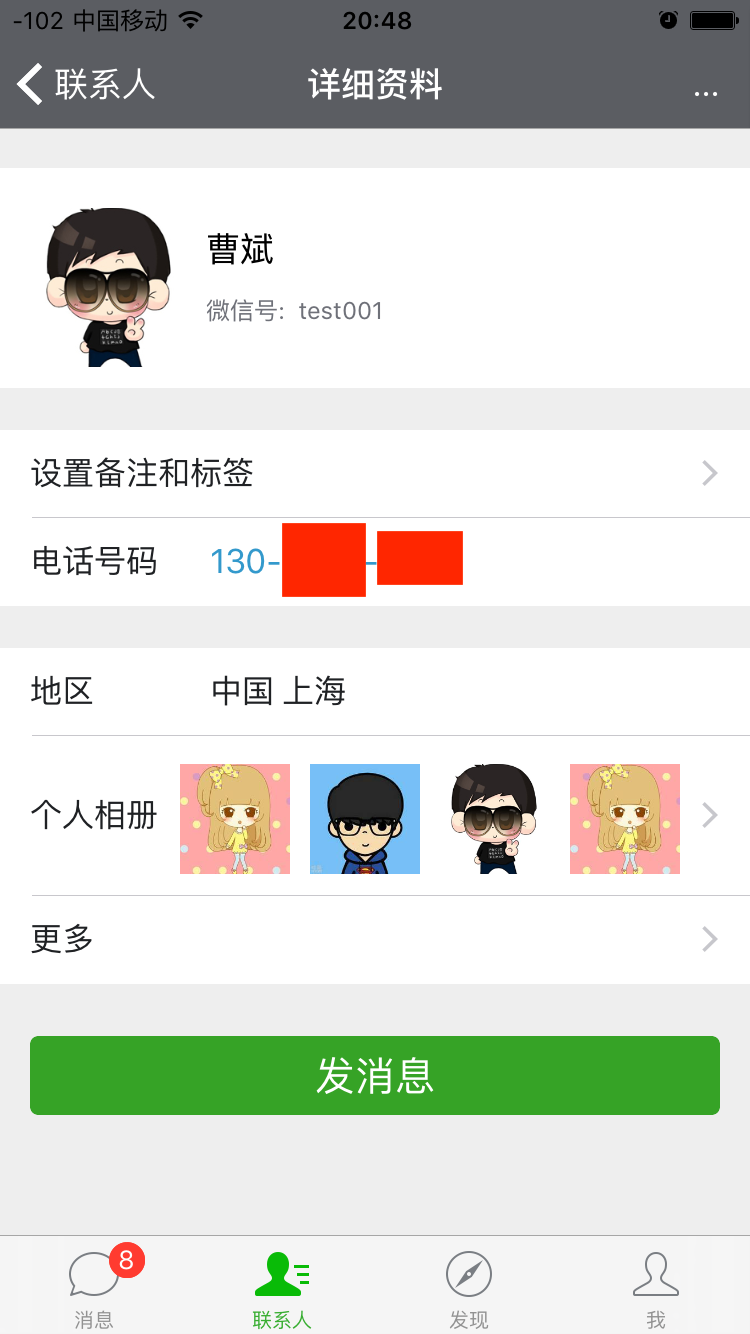 -102 中国移动 20:48
联系人 详细资料 ...
曹斌
微信号: test001
设置备注和标签
电话号码 130- -
地区 中国 上海
个人相册
更多
发消息
8
消息 联系人 发现 我